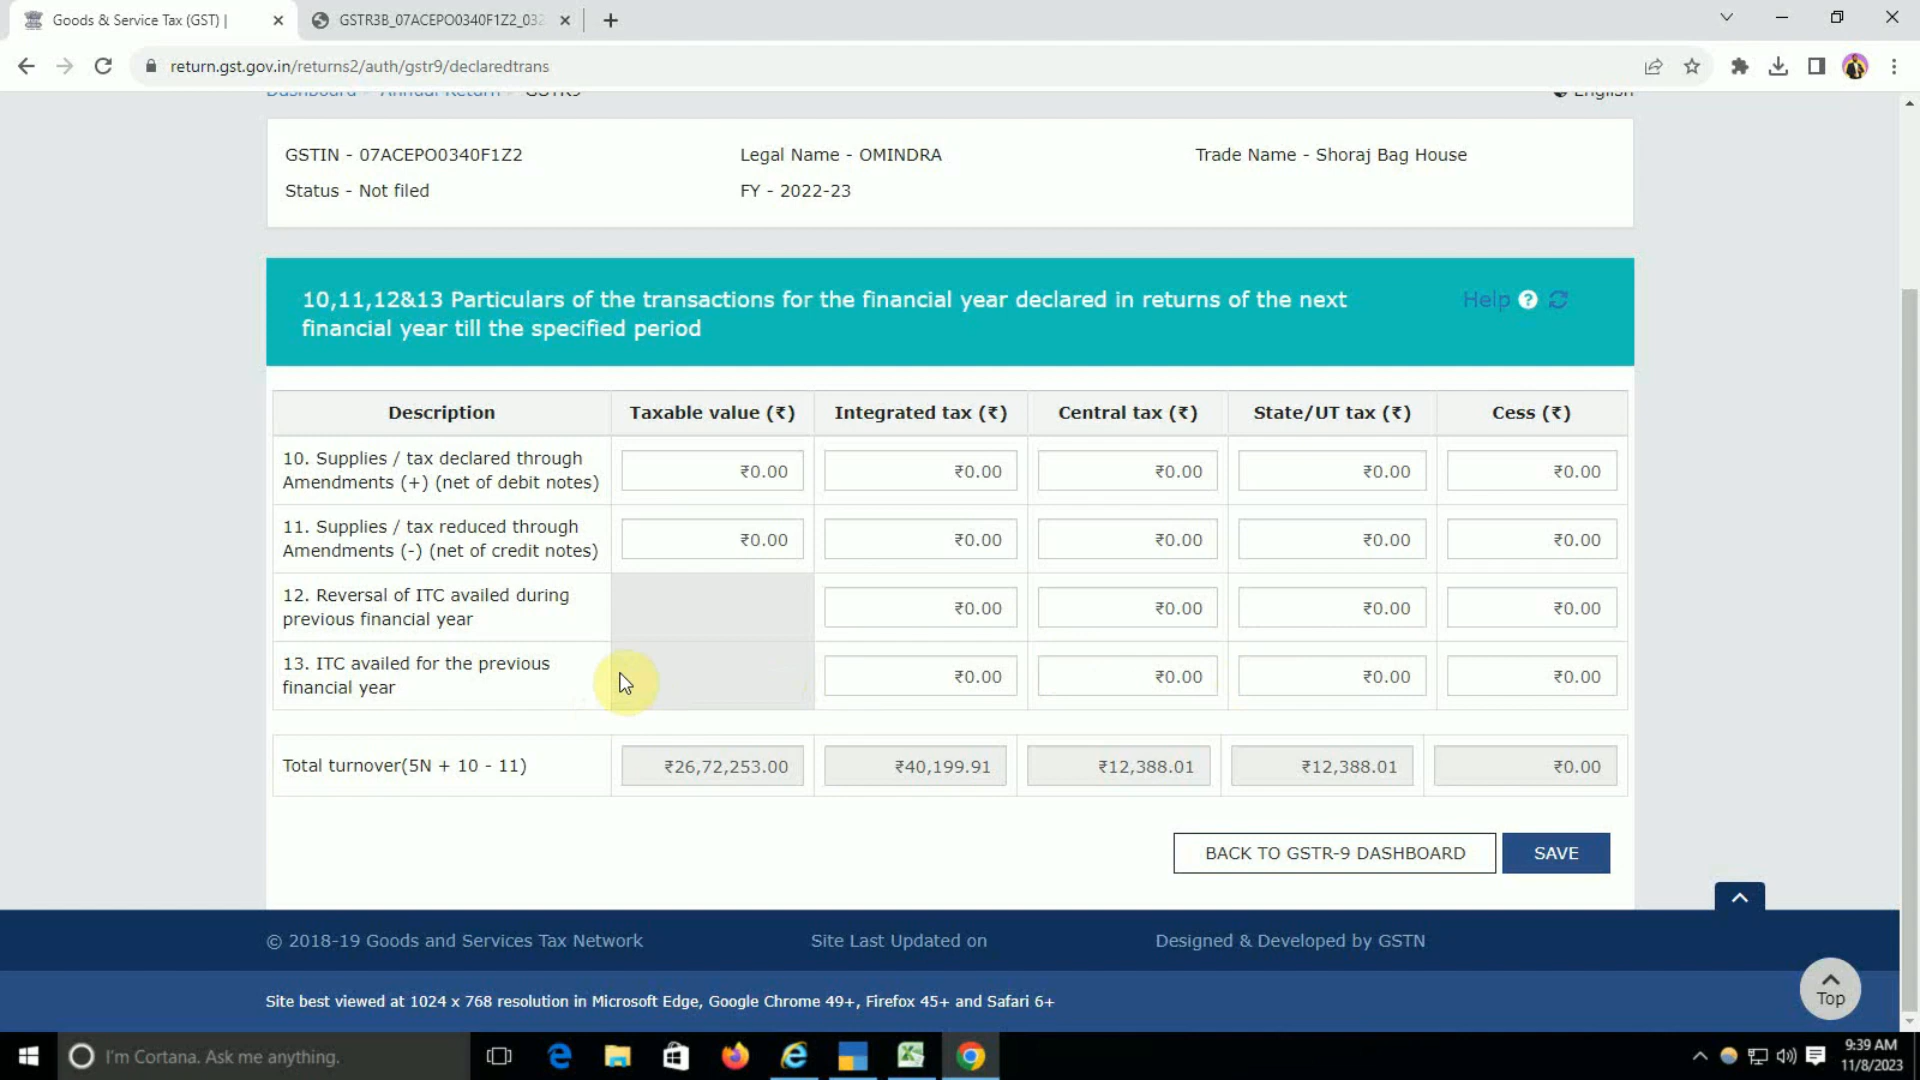 Goods & Service Tax (GST) |
GSTR3B_07ACEPO0340F1Z2_032
return.gst.gov.in/returns2/auth/gstr9/declaredtrans
Dashboard Annual Return GSTR9
English
GSTIN - 07ACEPO0340F1Z2 Legal Name - OMINDRA Trade Name - Shoraj Bag House
Status - Not filed FY - 2022-23
10,11,12&13 Particulars of the transactions for the financial year declared in returns of the next
financial year till the specified period
Help ?
Description Taxable value (₹) Integrated tax (₹) Central tax (₹) State/UT tax (₹) Cess (₹)
10. Supplies / tax declared through
Amendments (+) (net of debit notes)
₹0.00 ₹0.00 ₹0.00 ₹0.00 ₹0.00
11. Supplies / tax reduced through
Amendments (-) (net of credit notes)
₹0.00 ₹0.00 ₹0.00 ₹0.00 ₹0.00
12. Reversal of ITC availed during
previous financial year
₹0.00 ₹0.00 ₹0.00 ₹0.00
13. ITC availed for the previous
financial year
₹0.00 ₹0.00 ₹0.00 ₹0.00
Total turnover(5N + 10 - 11) ₹26,72,253.00 ₹40,199.91 ₹12,388.01 ₹12,388.01 ₹0.00
BACK TO GSTR-9 DASHBOARD SAVE
© 2018-19 Goods and Services Tax Network Site Last Updated on Designed & Developed by GSTN
Site best viewed at 1024 x 768 resolution in Microsoft Edge, Google Chrome 49+, Firefox 45+ and Safari 6+
Top
I'm Cortana. Ask me anything.
9:39 AM
11/8/2023